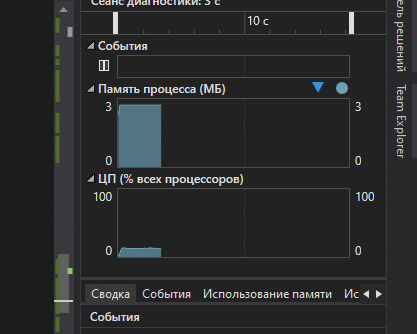 Сеанс диагностики: 3 с
10 с
События
Память процесса (МБ)
3
3
0
0
ЦП (% всех процессоров)
100
100
0
0
Сводка
События
Использование памяти
Ис
События
ель решений
Team Explorer